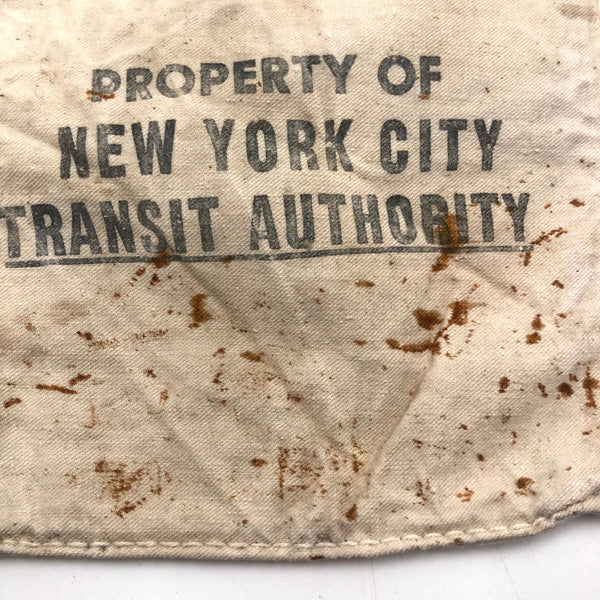 PROPERTY OF
NEW YORK CITY
TRANSIT AUTHORITY